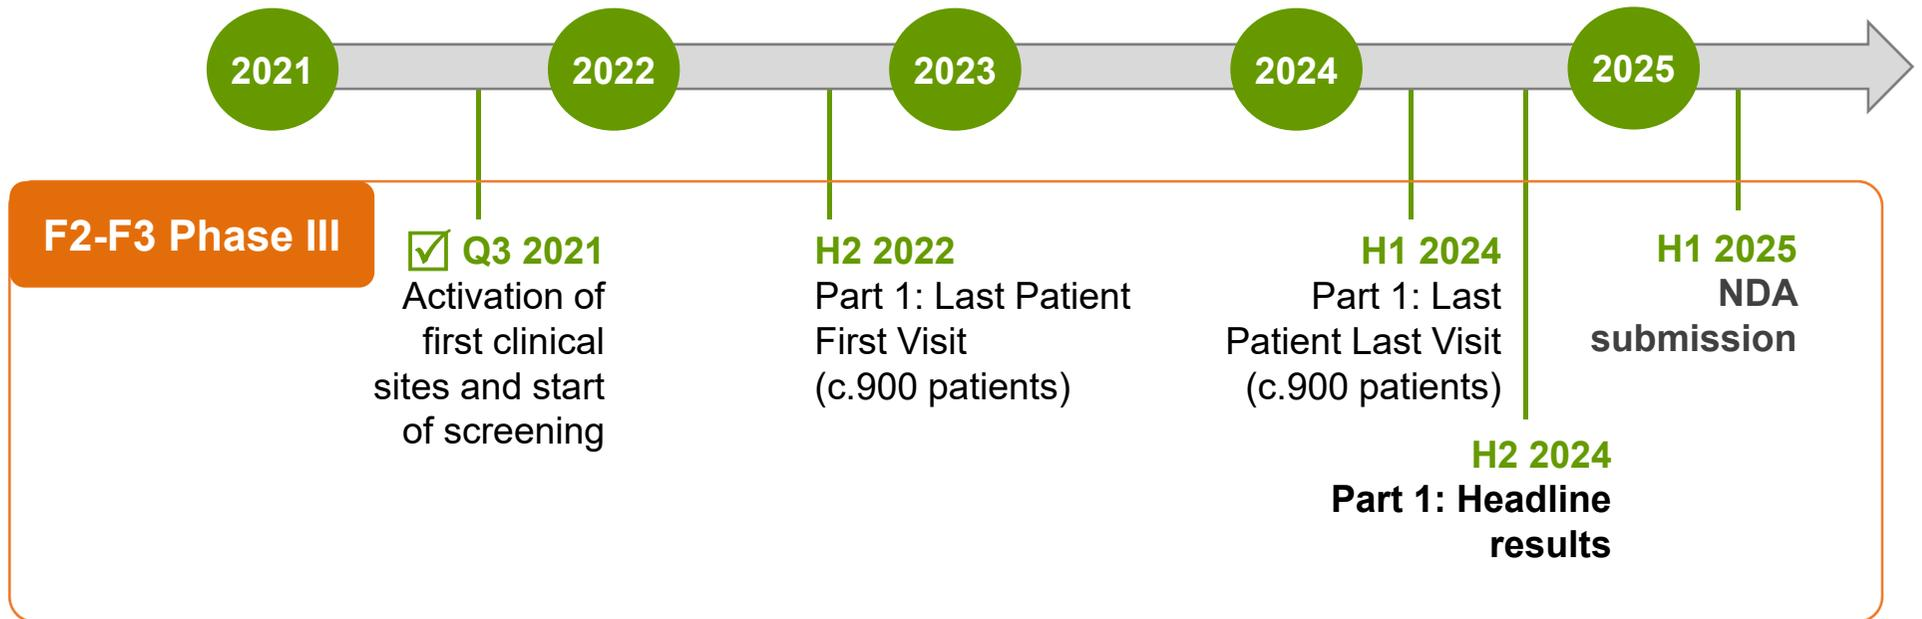 2021
2022
2023
2024
2025
F2-F3 Phase III
Q3 2021
Activation of
first clinical
sites and start
of screening
H2 2022
Part 1: Last Patient
First Visit
(c.900 patients)
H1 2024
Part 1: Last
Patient Last Visit
(c.900 patients)
H2 2024
Part 1: Headline
results
H1 2025
NDA
submission